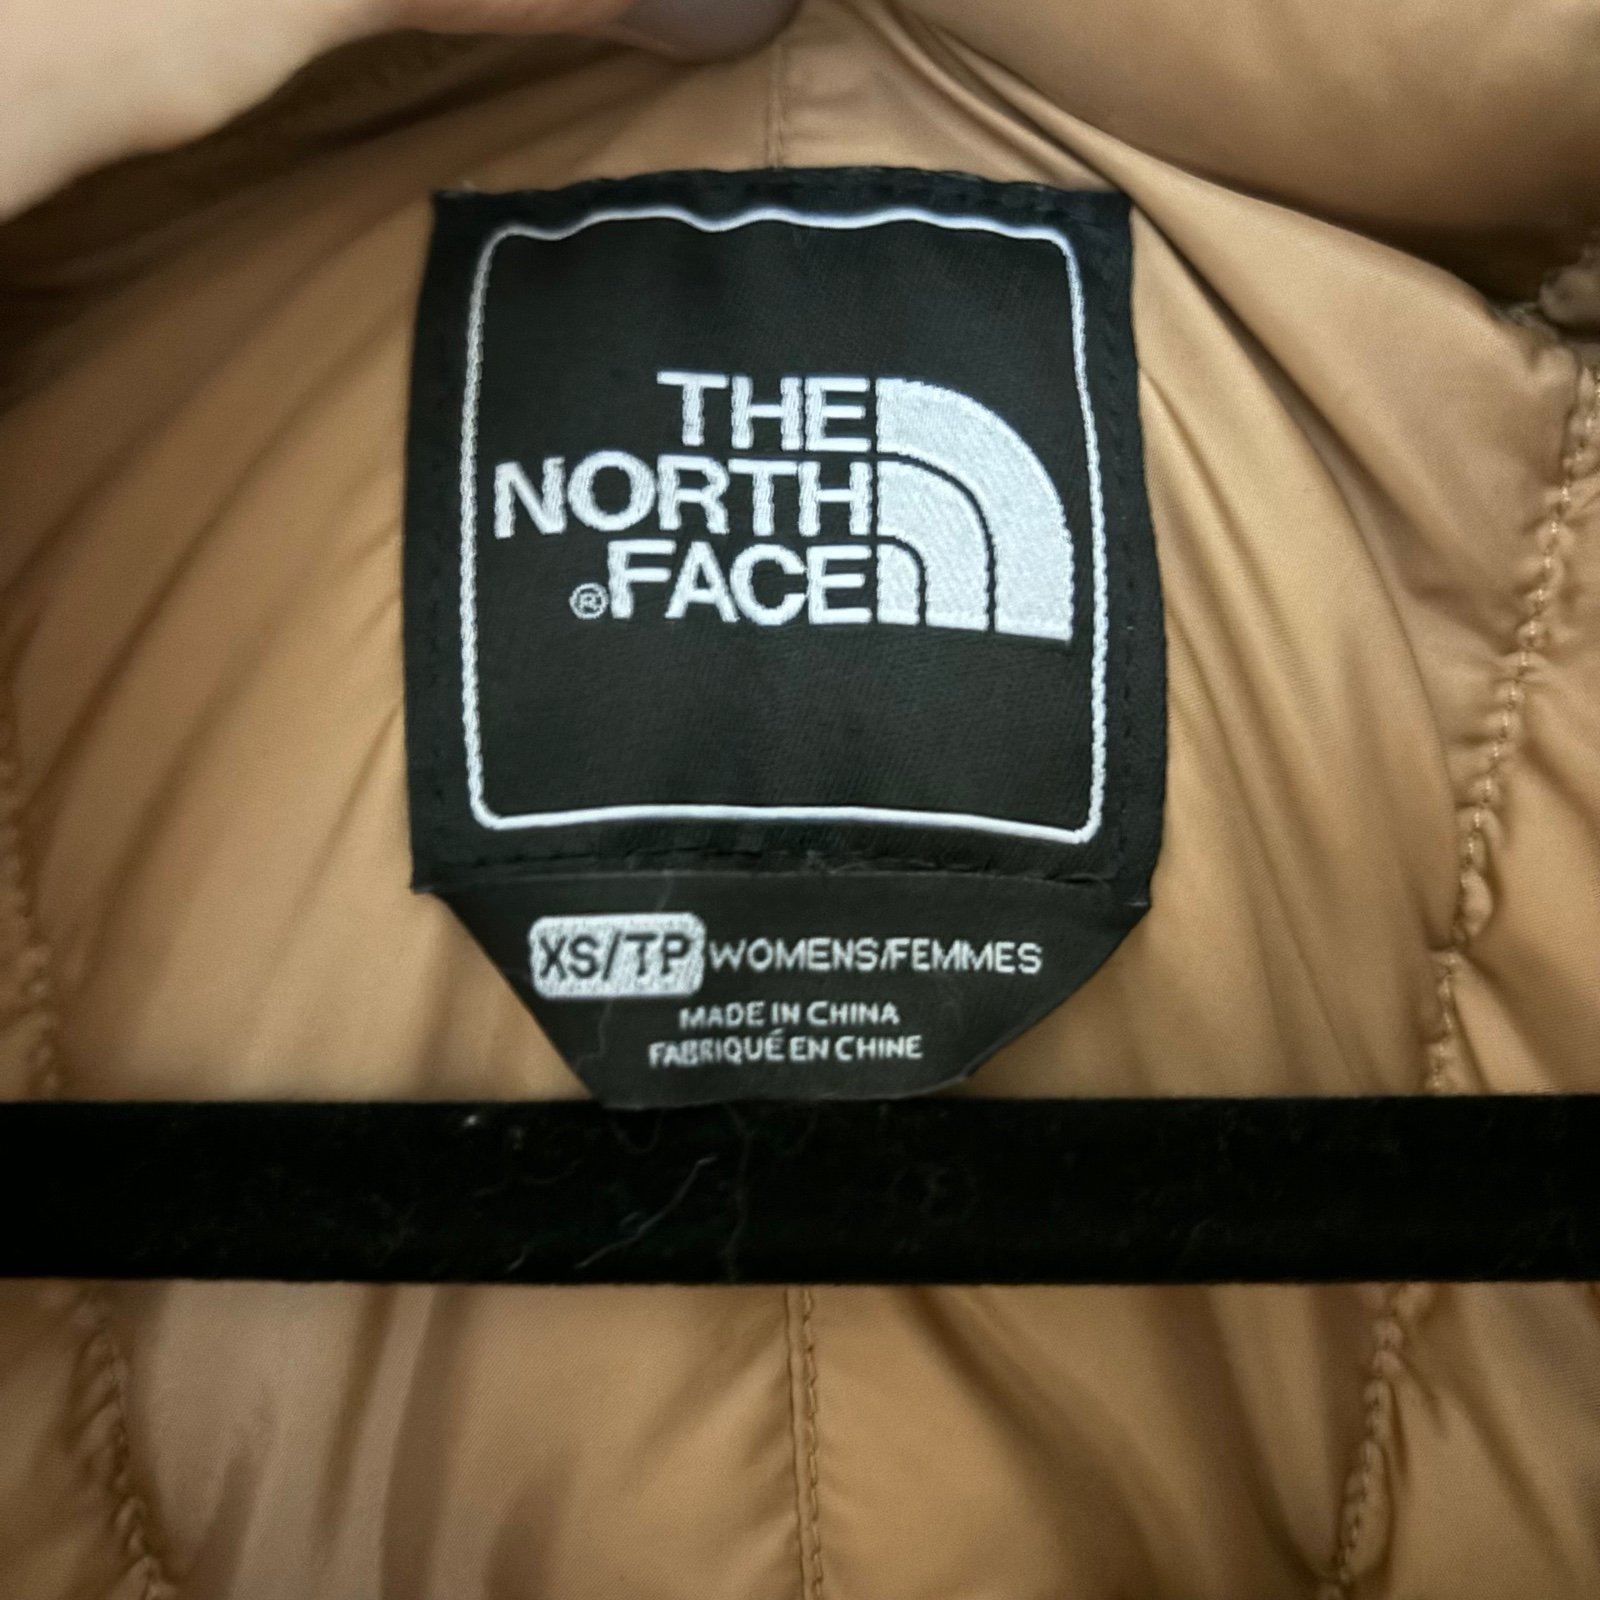 THE
NORTH
®FACE
XS/TP WOMENS/FEMMES
MADE IN CHINA
FABRIQUÉ EN CHINE